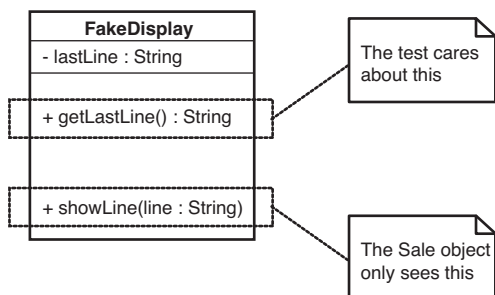 FakeDisplay
- lastLine : String
+ getLastLine() : String
+ showLine(line : String)
The test cares
about this
The Sale object
only sees this